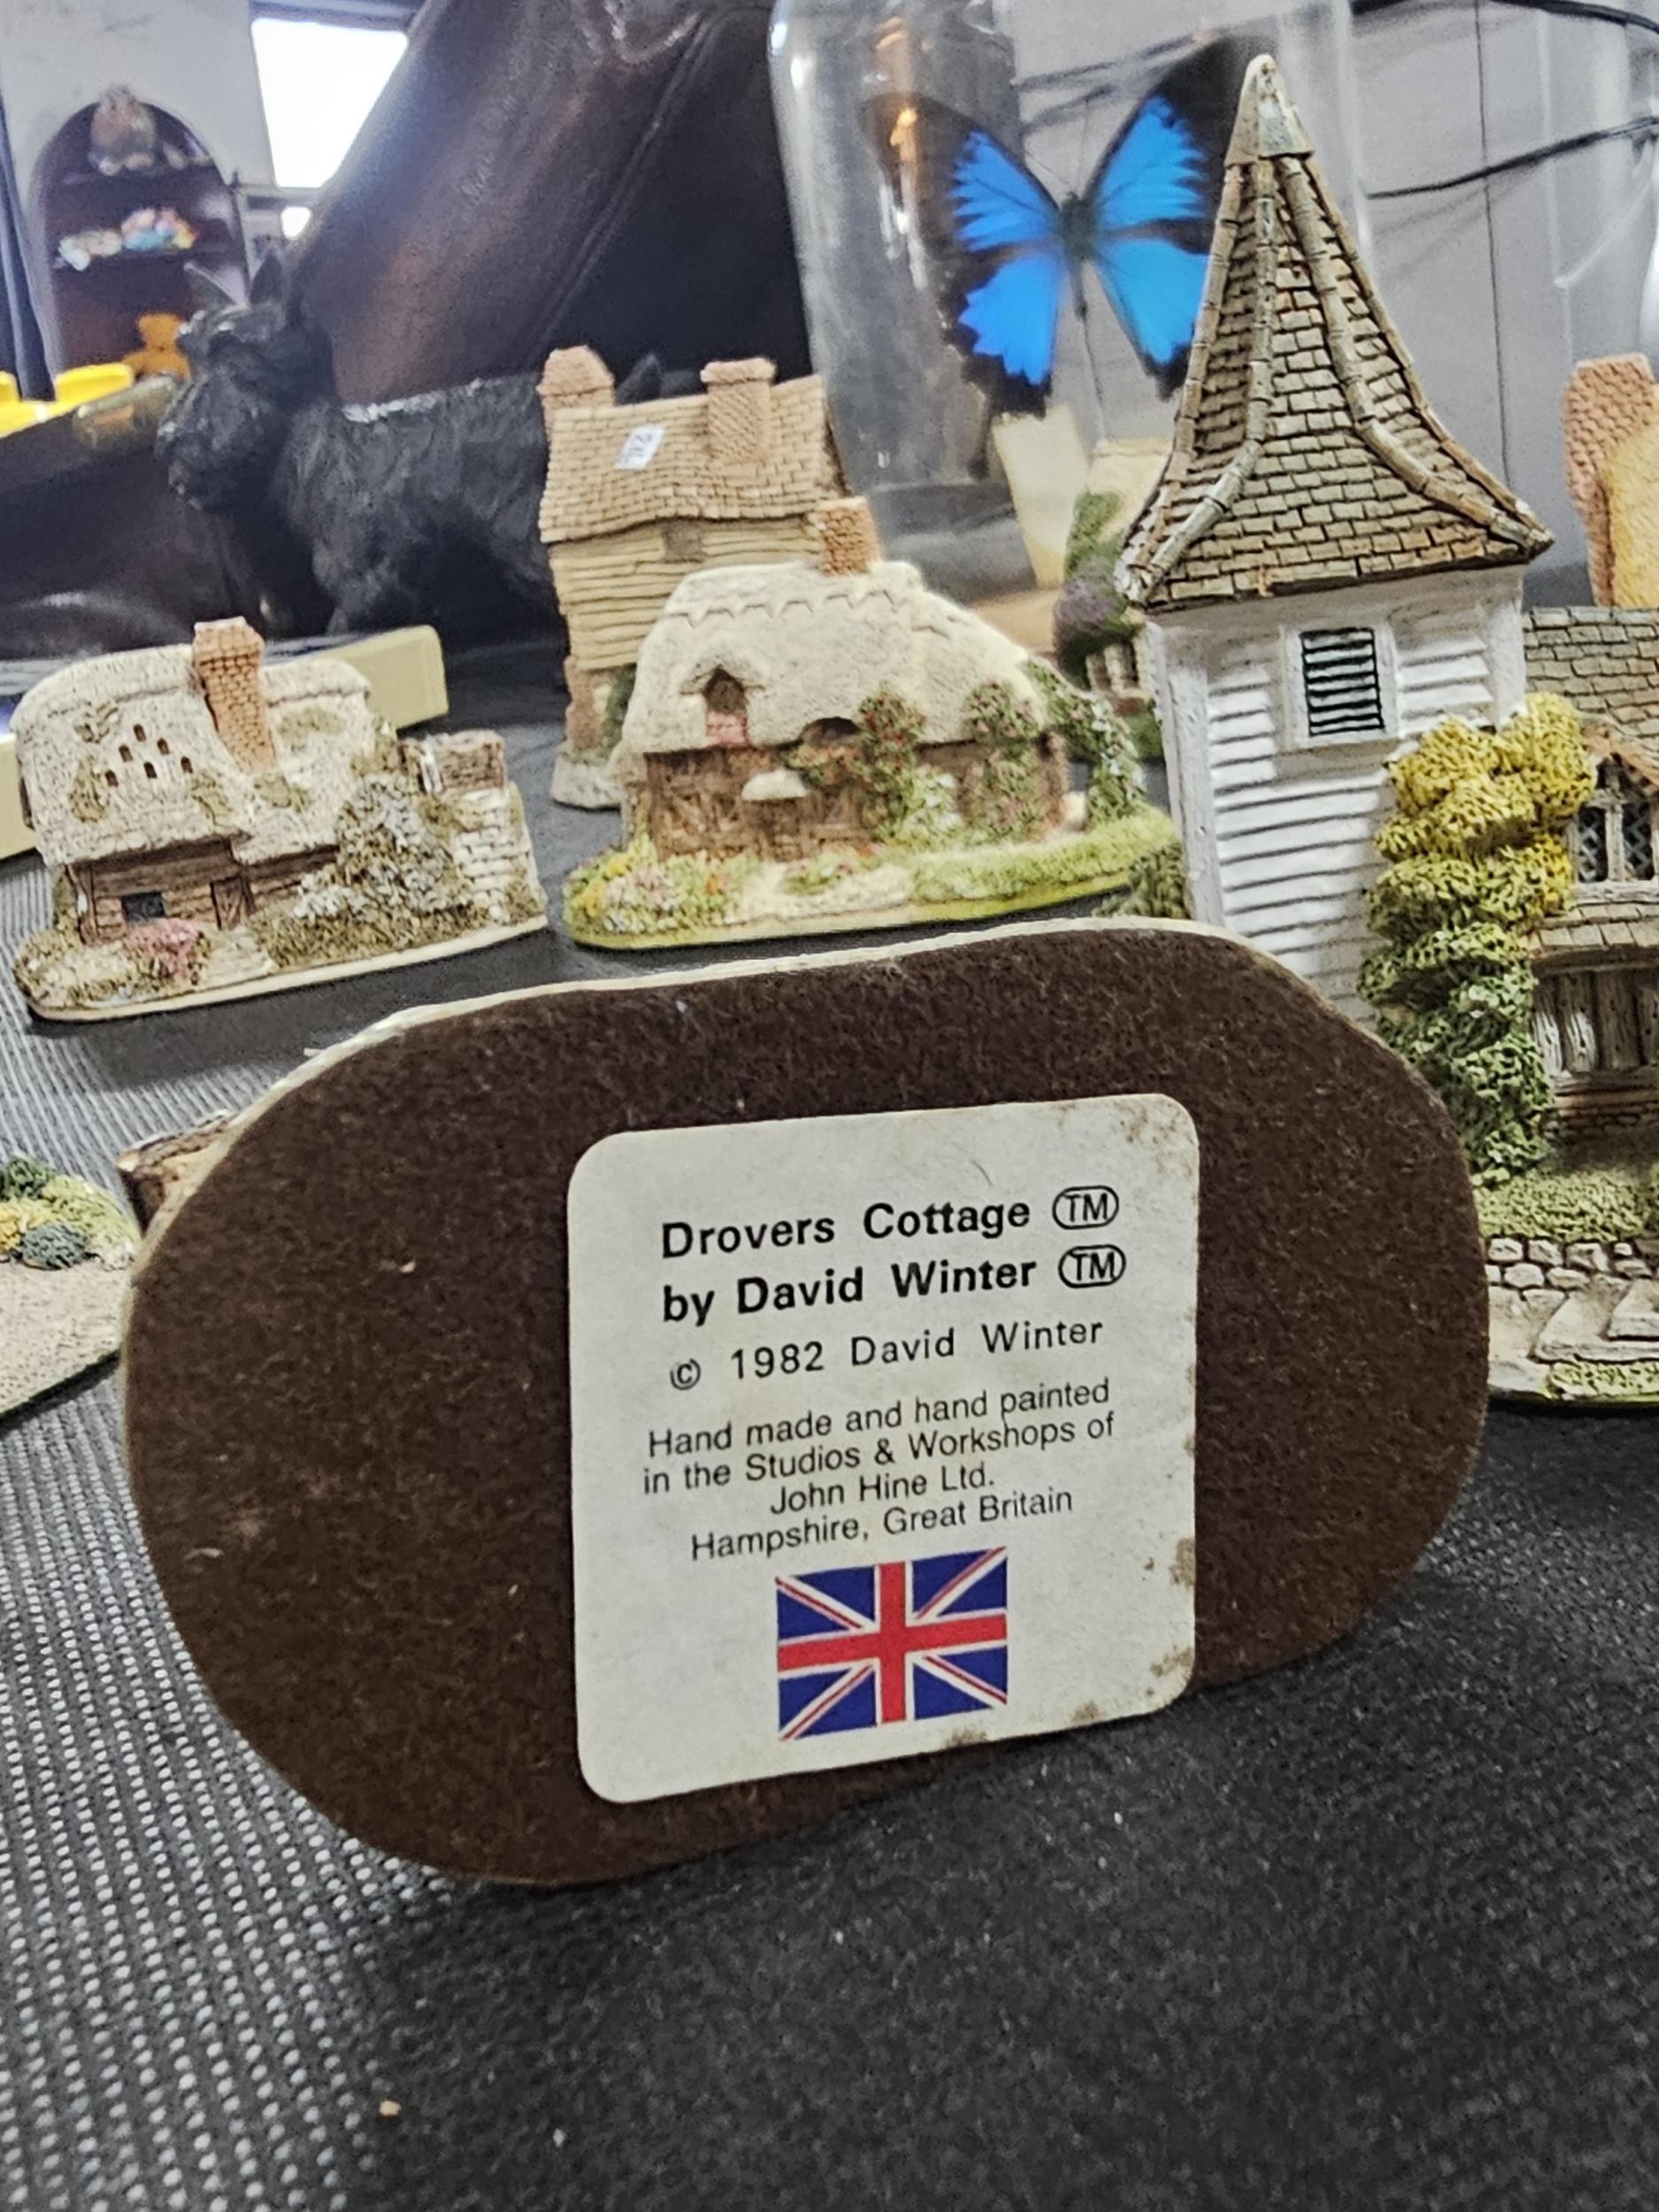 Drovers Cottage TM
by David Winter TM
© 1982 David Winter
Hand made and hand painted
in the Studios & Workshops of
John Hine Ltd.
Hampshire, Great Britain